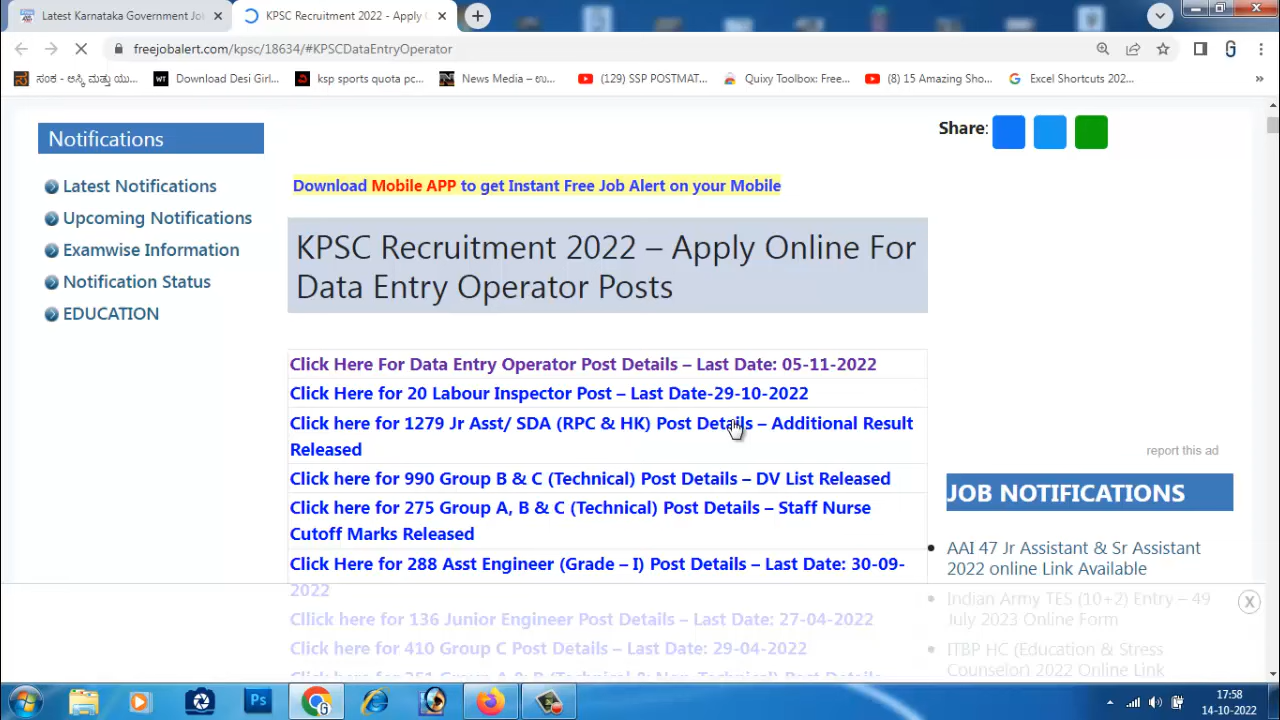 Latest Karnataka Government Jo
KPSC Recruitment 2022 - Apply O
freejobalert.com/kpsc/18634/#KPSCDataEntryOperator
ಸಂಕ - ಆಸ್ಕಿ ಮತ್ತು ಯು...
WT Download Desi Girl...
ksp sports quota pc...
News Media – ಉ...
(129) SSP POSTMAT...
Quixy Toolbox: Free...
(8) 15 Amazing Sho...
Excel Shortcuts 202...
Notifications
Latest Notifications
Upcoming Notifications
Examwise Information
Notification Status
EDUCATION
Share:
Download Mobile APP to get Instant Free Job Alert on your Mobile
KPSC Recruitment 2022 – Apply Online For
Data Entry Operator Posts
Click Here For Data Entry Operator Post Details – Last Date: 05-11-2022
Click Here for 20 Labour Inspector Post – Last Date-29-10-2022
Click here for 1279 Jr Asst/ SDA (RPC & HK) Post Details – Additional Result
Released
Click here for 990 Group B & C (Technical) Post Details – DV List Released
Click here for 275 Group A, B & C (Technical) Post Details – Staff Nurse
Cutoff Marks Released
Click Here for 288 Asst Engineer (Grade – I) Post Details – Last Date: 30-09-
2022
Cliick here for 136 Junior Engineer Post Details – Last Date: 27-04-2022
Click here for 410 Group C Post Details – Last Date: 29-04-2022
report this ad
JOB NOTIFICATIONS
AAI 47 Jr Assistant & Sr Assistant
2022 online Link Available
Indian Army TES (10+2) Entry – 49
July 2023 Online Form
ITBP HC (Education & Stress
Counselor) 2022 Online Link
Ps
17:58
14-10-2022